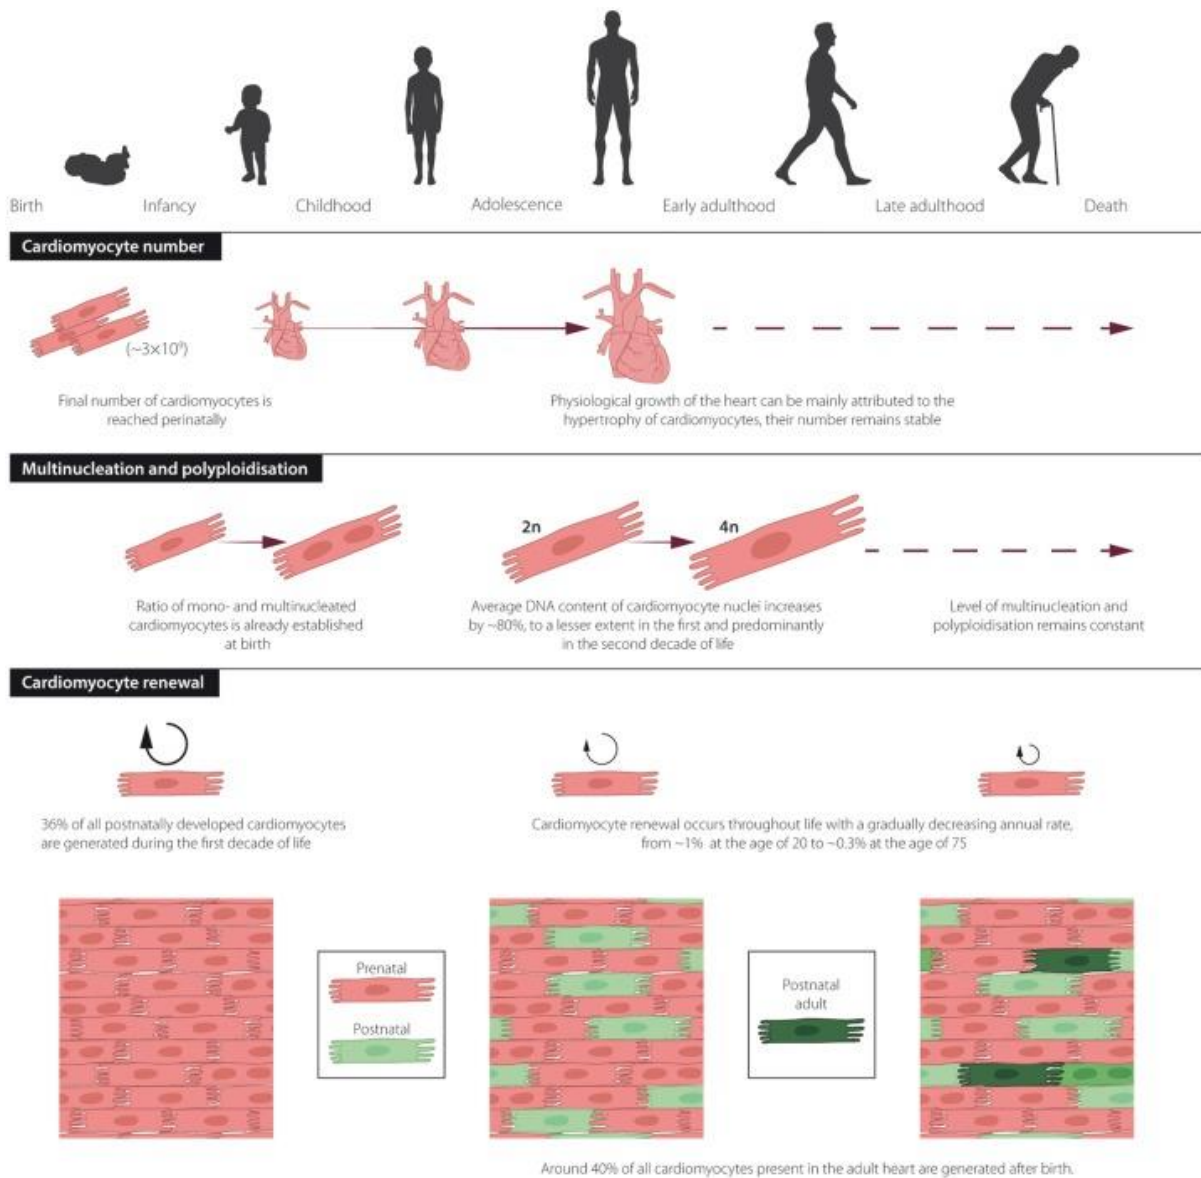 Birth Infancy Childhood Adolescence Early adulthood Late adulthood Death
Cardiomyocyte number
(~3×10⁹)
Final number of cardiomyocytes is
reached perinatally
Physiological growth of the heart can be mainly attributed to the
hypertrophy of cardiomyocytes, their number remains stable
Multinucleation and polyploidisation
2n
4n
Ratio of mono- and multinucleated
cardiomyocytes is already established
at birth
Average DNA content of cardiomyocyte nuclei increases
by ~80%, to a lesser extent in the first and predominantly
in the second decade of life
Level of multinucleation and
polyploidisation remains constant
Cardiomyocyte renewal
36% of all postnatally developed cardiomyocytes
are generated during the first decade of life
Cardiomyocyte renewal occurs throughout life with a gradually decreasing annual rate,
from ~1% at the age of 20 to ~0.3% at the age of 75
Prenatal
Postnatal
Postnatal
adult
Around 40% of all cardiomyocytes present in the adult heart are generated after birth.